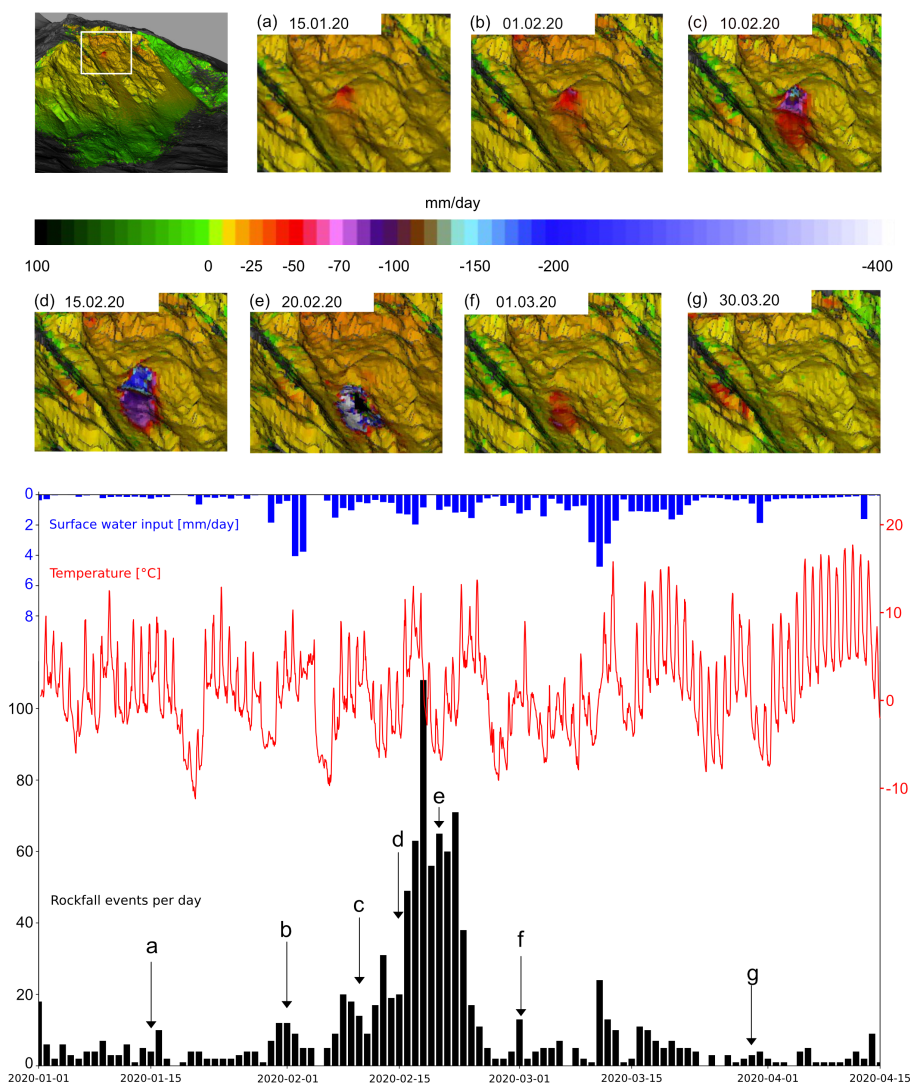 (a) 15.01.20
(b) 01.02.20
(c) 10.02.20
mm/day
100 0 -25 -50 -70 -100 -150 -200 -400
(d) 15.02.20
(e) 20.02.20
(f) 01.03.20
(g) 30.03.20
0
2
4
6
8
Surface water input [mm/day]
Temperature [°C]
20
10
0
-10
100
80
60
40
20
0
Rockfall events per day
a
b
c
d
e
f
g
2020-01-01 2020-01-15 2020-02-01 2020-02-15 2020-03-01 2020-03-15 2020-04-01 2020-04-15